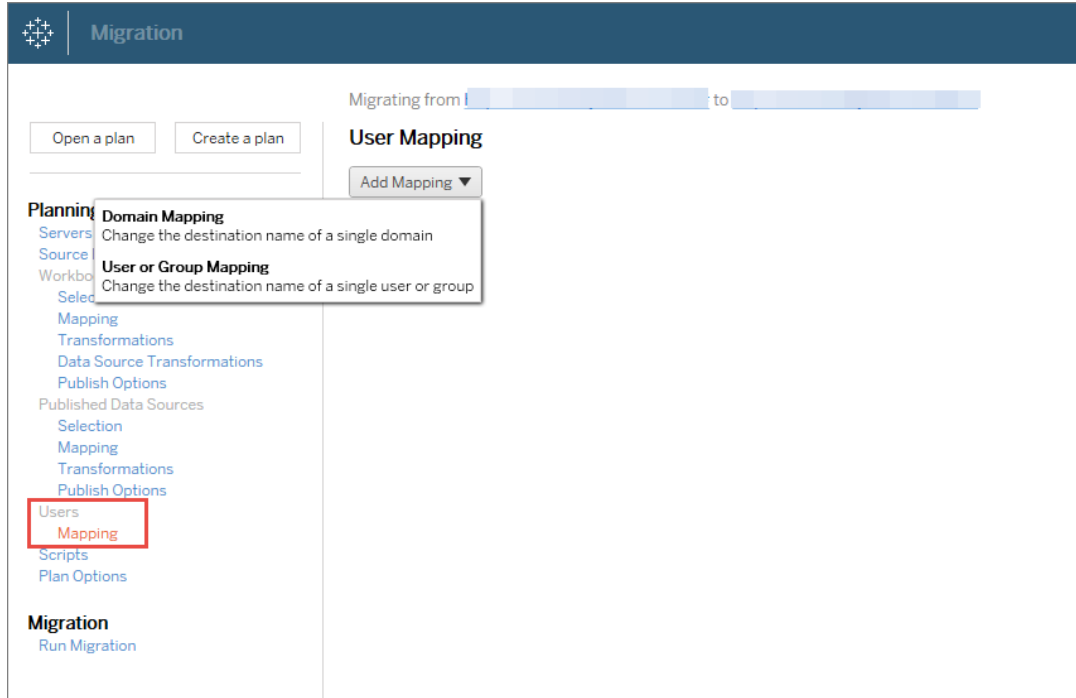 Migration
Migrating from to
Open a plan
Create a plan
User Mapping
Add Mapping ▼
Planning
Domain Mapping
Change the destination name of a single domain
User or Group Mapping
Change the destination name of a single user or group
Servers
Source
Mapping
Transformations
Data Source Transformations
Publish Options
Published Data Sources
Selection
Mapping
Transformations
Publish Options
Users
Mapping
Scripts
Plan Options
Migration
Run Migration